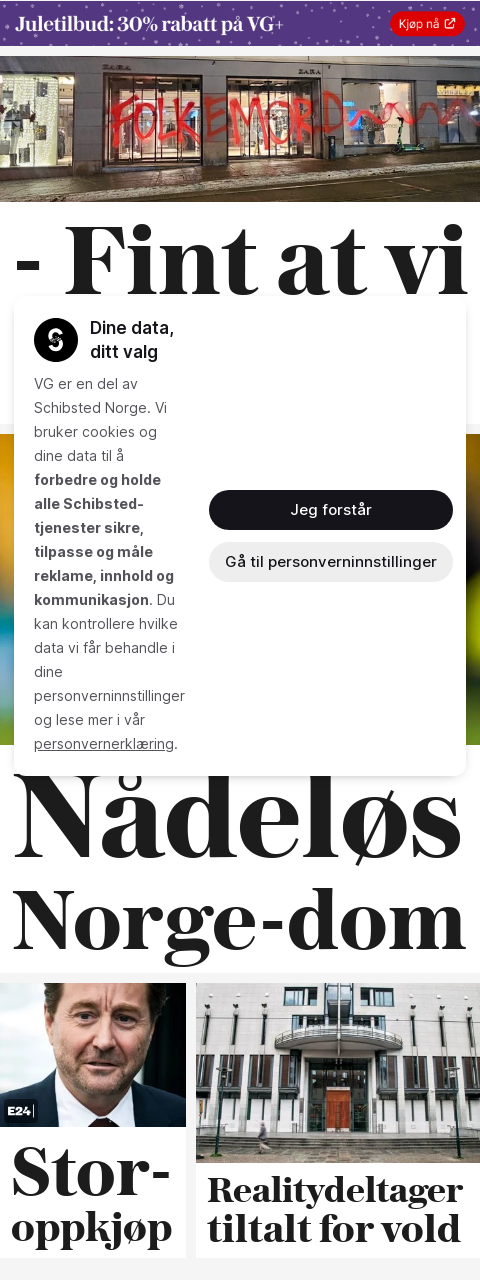 Juletilbud: 30% rabatt på VG+
Kjøp nå
ZARA
FOLKEMORD
- Fint at vi
Dine data,
ditt valg
VG er en del av
Schibsted Norge. Vi
bruker cookies og
dine data til å
forbedre og holde
alle Schibsted-
tjenester sikre,
tilpasse og måle
reklame, innhold og
kommunikasjon. Du
kan kontrollere hvilke
data vi får behandle i
dine
personverninnstillinger
og lese mer i vår
personvernerklæring.
Jeg forstår
Gå til personverninnstillinger
Nådeløs
Norge-dom
E24
Stor-
oppkjøp
Realitydeltager
tiltalt for vold